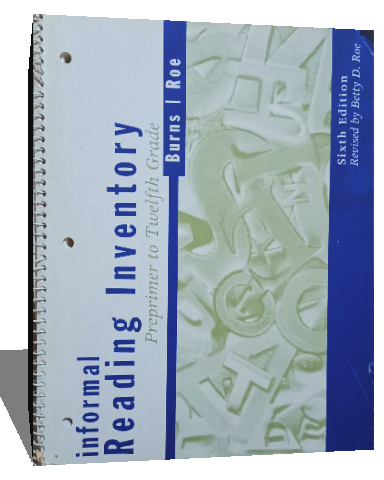 informal
Reading Inventory
Preprimer to Twelfth Grade
Burns | Roe
Sixth Edition
Revised by Betty D. Roe